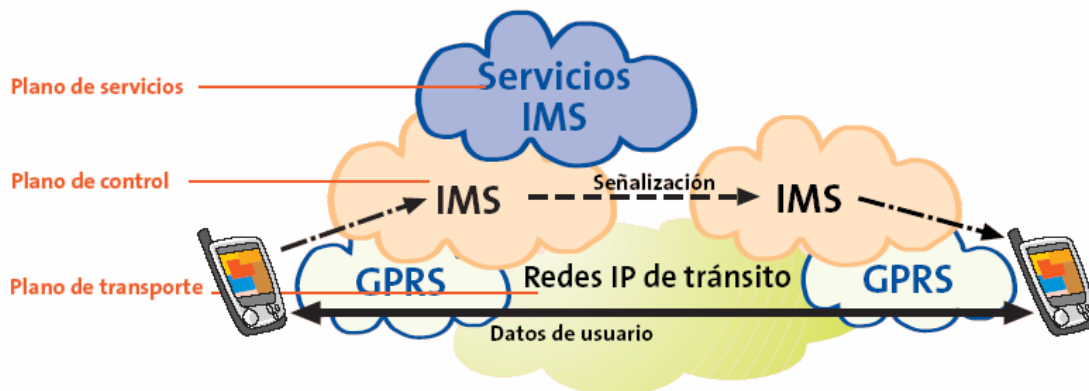 Plano de servicios
Servicios
IMS
Plano de control
IMS
Señalización
IMS
Plano de transporte
GPRS
Redes IP de tránsito
GPRS
Datos de usuario